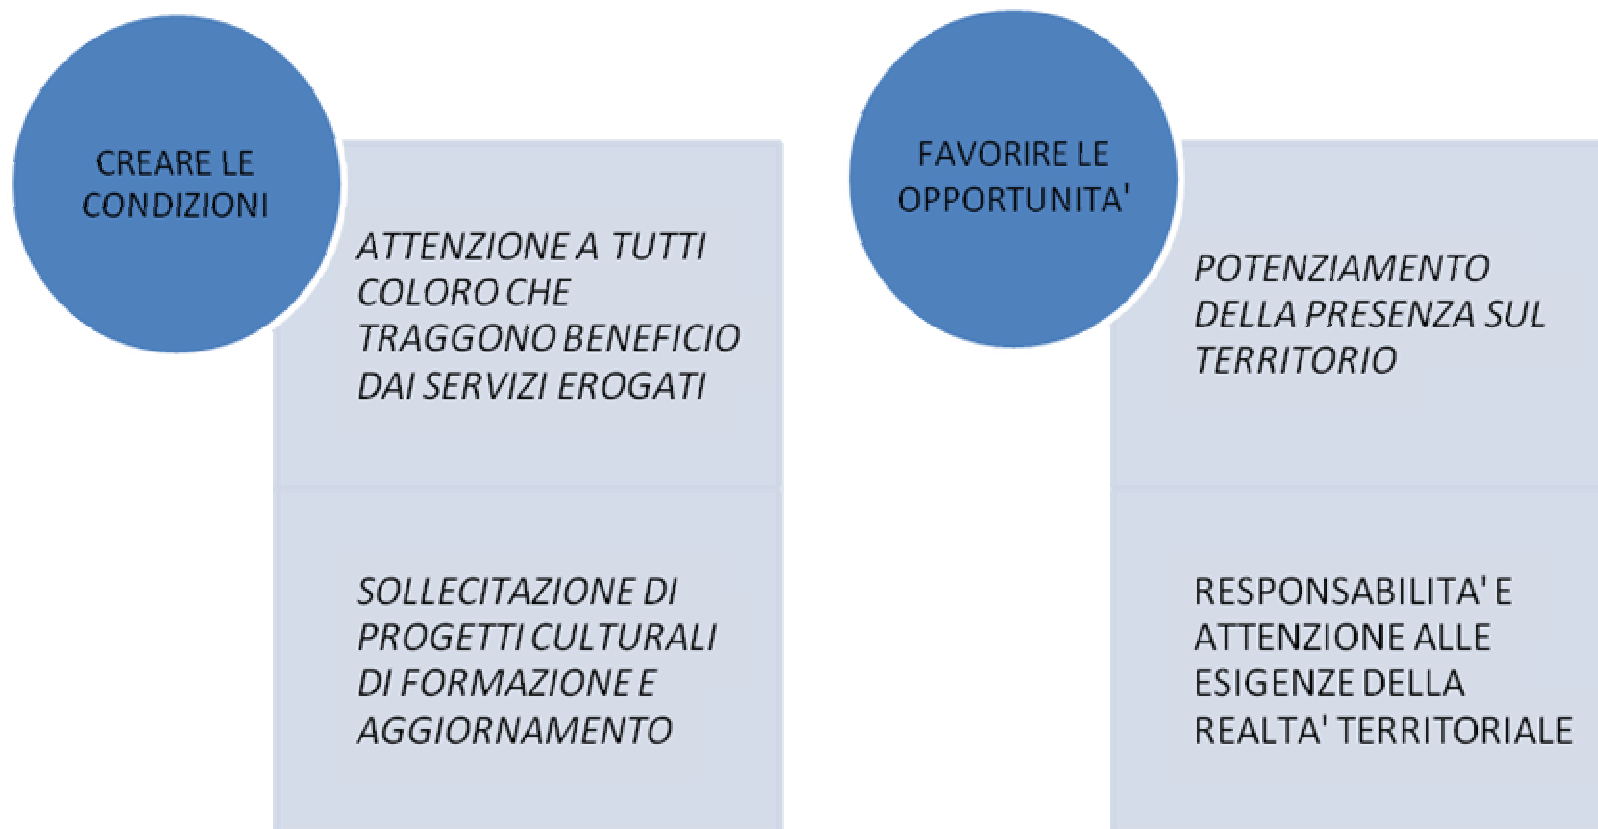 CREARE LE
CONDIZIONI
ATTENZIONE A TUTTI
COLORO CHE
TRAGGONO BENEFICIO
DAI SERVIZI EROGATI
SOLLECITAZIONE DI
PROGETTI CULTURALI
DI FORMAZIONE E
AGGIORNAMENTO
FAVORIRE LE
OPPORTUNITA'
POTENZIAMENTO
DELLA PRESENZA SUL
TERRITORIO
RESPONSABILITA' E
ATTENZIONE ALLE
ESIGENZE DELLA
REALTA' TERRITORIALE